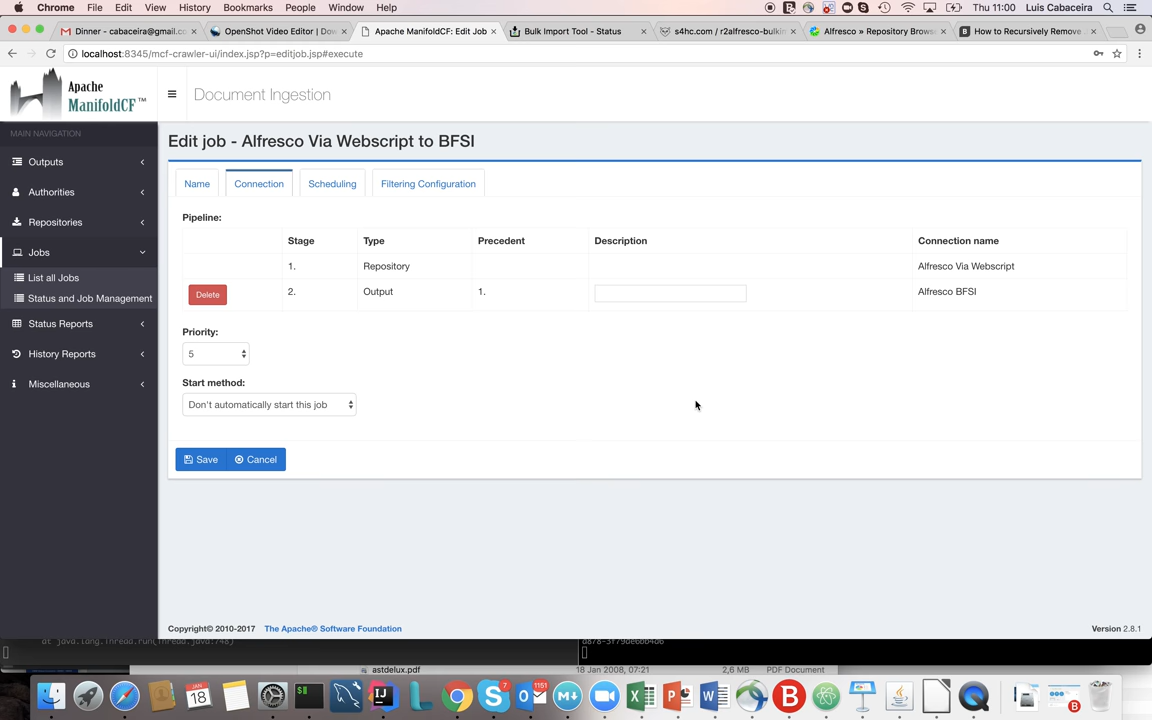 Chrome File Edit View History Bookmarks People Window Help Thu 11:00 Luis Cabaceira
Dinner - cabaceira@gmail.co OpenShot Video Editor | Dow Apache ManifoldCF: Edit Job Bulk Import Tool - Status s4hc.com / r2alfresco-bulkim Alfresco » Repository Brows How to Recursively Remove
localhost:8345/mcf-crawler-ui/index.jsp?p=editjob.jsp#execute
Apache
ManifoldCF™
Document Ingestion
MAIN NAVIGATION
Outputs
Authorities
Repositories
Jobs
List all Jobs
Status and Job Management
Status Reports
History Reports
Miscellaneous
Edit job - Alfresco Via Webscript to BFSI
Name Connection Scheduling Filtering Configuration
Pipeline:
Stage Type Precedent Description Connection name
1. Repository Alfresco Via Webscript
Delete 2. Output 1. Alfresco BFSI
Priority:
5
Start method:
Don't automatically start this job
Save Cancel
Copyright© 2010-2017 The Apache® Software Foundation Version 2.8.1
at java.lang.Thread.run(Thread.java:748)
astdelux.pdf 18 Jan 2008, 07:21 2,6 MB PDF Document
JAN
18
7
1151